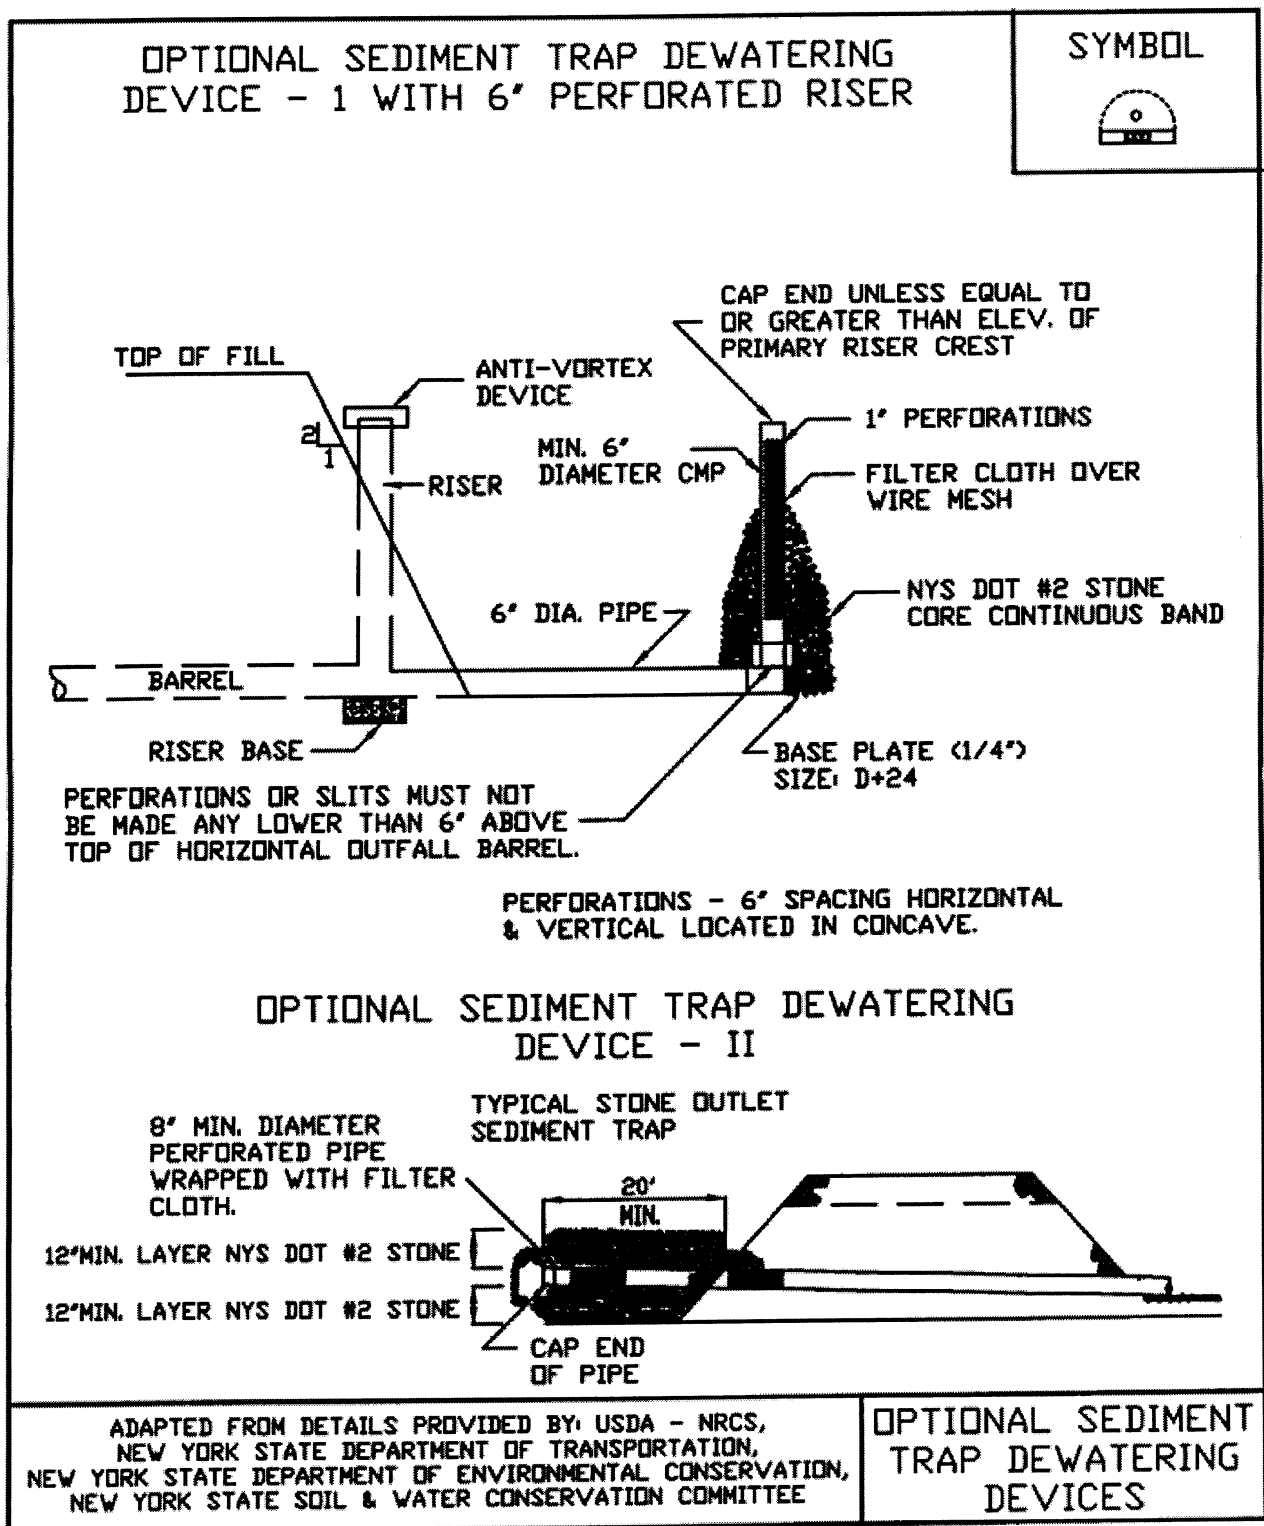 OPTIONAL SEDIMENT TRAP DEWATERING
DEVICE - 1 WITH 6" PERFORATED RISER
SYMBOL
CAP END UNLESS EQUAL TO
OR GREATER THAN ELEV. OF
PRIMARY RISER CREST
TOP OF FILL
ANTI-VORTEX
DEVICE
1" PERFORATIONS
2
1
MIN. 6"
DIAMETER CMP
RISER
FILTER CLOTH OVER
WIRE MESH
6" DIA. PIPE
NYS DOT #2 STONE
CORE CONTINUOUS BAND
BARREL
RISER BASE
BASE PLATE (1/4")
SIZE: D+24
PERFORATIONS OR SLITS MUST NOT
BE MADE ANY LOWER THAN 6" ABOVE
TOP OF HORIZONTAL OUTFALL BARREL.
PERFORATIONS - 6" SPACING HORIZONTAL
& VERTICAL LOCATED IN CONCAVE.
OPTIONAL SEDIMENT TRAP DEWATERING
DEVICE - II
TYPICAL STONE OUTLET
SEDIMENT TRAP
8" MIN. DIAMETER
PERFORATED PIPE
WRAPPED WITH FILTER
CLOTH.
20'
MIN.
12"MIN. LAYER NYS DOT #2 STONE
12"MIN. LAYER NYS DOT #2 STONE
CAP END
OF PIPE
ADAPTED FROM DETAILS PROVIDED BY: USDA - NRCS,
NEW YORK STATE DEPARTMENT OF TRANSPORTATION,
NEW YORK STATE DEPARTMENT OF ENVIRONMENTAL CONSERVATION,
NEW YORK STATE SOIL & WATER CONSERVATION COMMITTEE
OPTIONAL SEDIMENT
TRAP DEWATERING
DEVICES